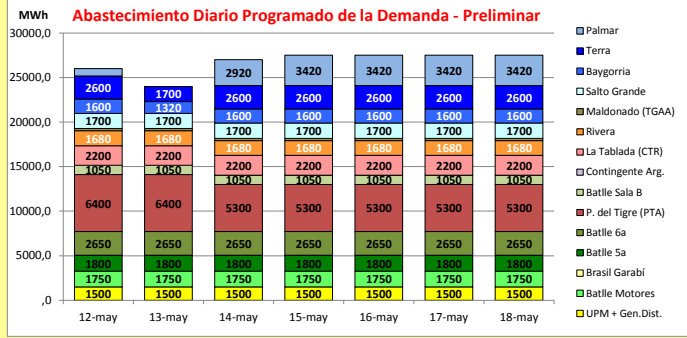 MWh
Abastecimiento Diario Programado de la Demanda - Preliminar
30000,0
25000,0
20000,0
15000,0
10000,0
5000,0
,0
2920 3420 3420 3420 3420
2600 1700 2600 2600 2600 2600 2600
1600 1320 1600 1600 1600 1600 1600
1700 1700 1700 1700 1700 1700 1700
1680 1680 1680 1680 1680 1680 1680
2200 2200 2200 2200 2200 2200 2200
1050 1050 1050 1050 1050 1050 1050
6400 6400 5300 5300 5300 5300 5300
2650 2650 2650 2650 2650 2650 2650
1800 1800 1800 1800 1800 1800 1800
1750 1750 1750 1750 1750 1750 1750
1500 1500 1500 1500 1500 1500 1500
12-may 13-may 14-may 15-may 16-may 17-may 18-may
Palmar
Terra
Baygorria
Salto Grande
Maldonado (TGAA)
Rivera
La Tablada (CTR)
Contingente Arg.
Batlle Sala B
P. del Tigre (PTA)
Batlle 6a
Batlle 5a
Brasil Garabí
Batlle Motores
UPM + Gen.Dist.